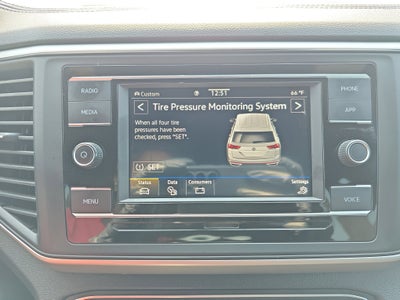 RADIO
MEDIA
MENU
Custom 12:31 66 °F
Tire Pressure Monitoring System
When all four tire
pressures have been
checked, press "SET".
SET
Status Data Consumers Settings
PHONE
APP
VOICE